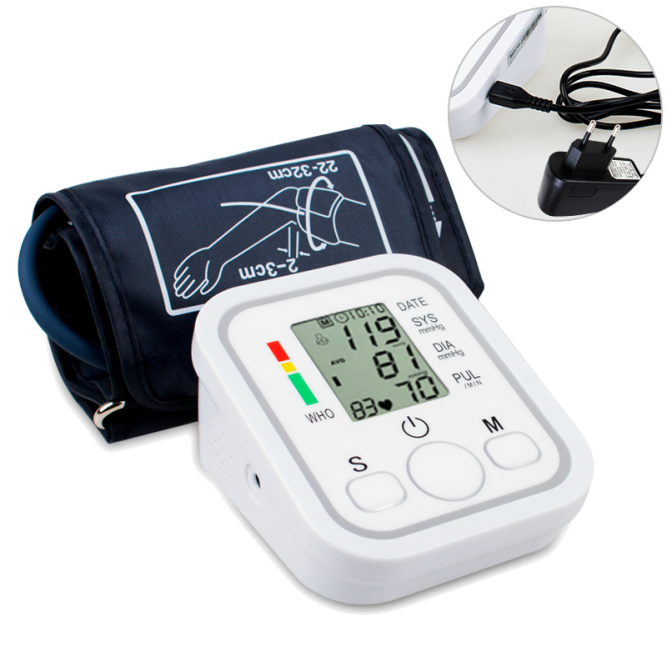 22-32cm
2-3cm
M 10:10
DATE
119
SYS
mmHg
AVG
81
DIA
mmHg
83
70
PUL
/MIN
WHO
S
M